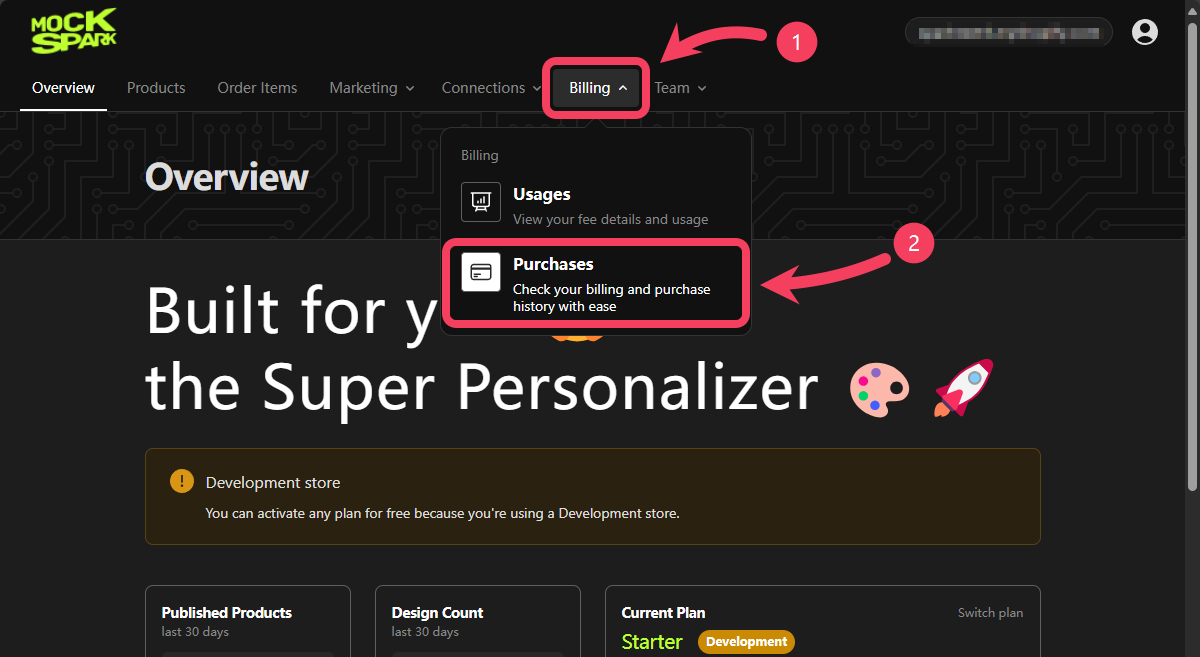 MOCK
SPARK
Overview
Products
Order Items
Marketing
Connections
Billing
Team
1
Billing
Usages
View your fee details and usage
Purchases
Check your billing and purchase
history with ease
2
Overview
Built for y
the Super Personalizer
!
Development store
You can activate any plan for free because you're using a Development store.
Published Products
last 30 days
Design Count
last 30 days
Current Plan
Switch plan
Starter
Development